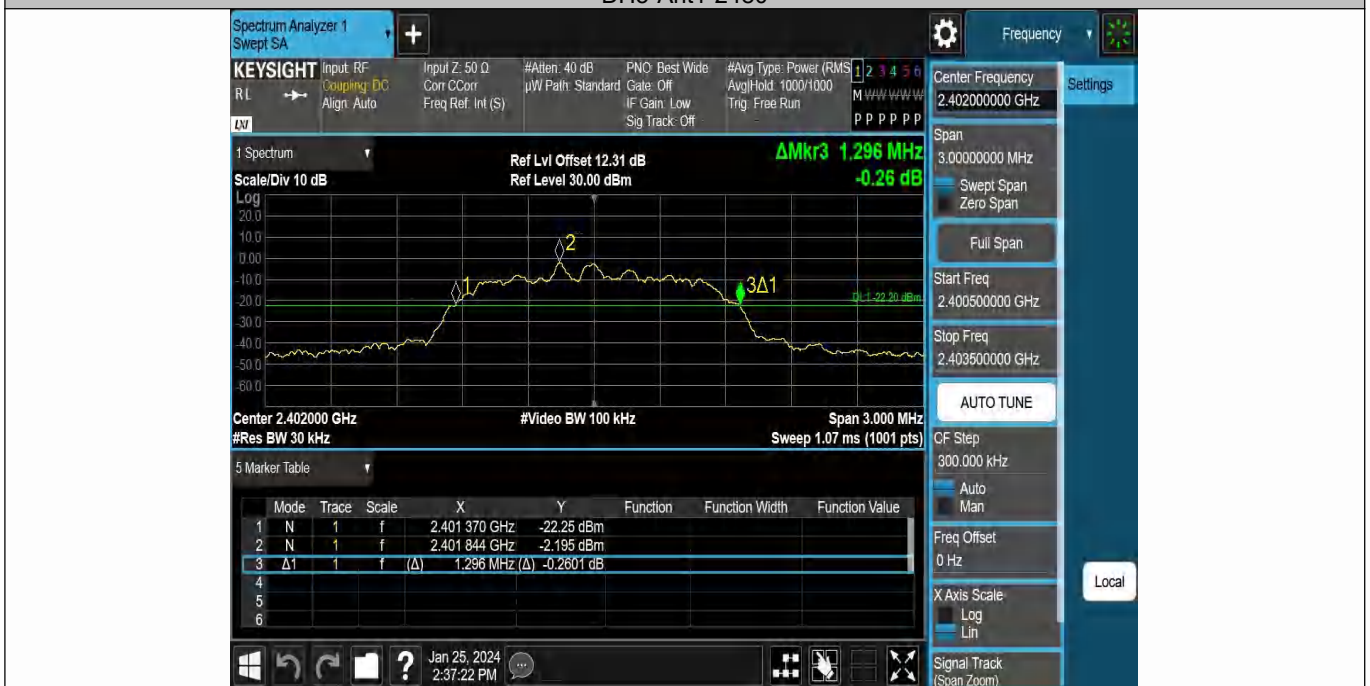 Spectrum Analyzer 1
Swept SA
+
Frequency
KEYSIGHT
RL
LXI
Input: RF
Coupling: DC
Align: Auto
Input Z: 50 Ω
Corr CCorr
Freq Ref: Int (S)
#Atten: 40 dB
µW Path: Standard
PNO: Best Wide
Gate: Off
IF Gain: Low
Sig Track: Off
#Avg Type: Power (RMS
Avg|Hold: 1000/1000
Trig: Free Run
1 2 3 4 5 6
M W W W W W
P P P P P P
1 Spectrum
Scale/Div 10 dB
Ref Lvl Offset 12.31 dB
Ref Level 30.00 dBm
ΔMkr3 1.296 MHz
-0.26 dB
Log
20.0
10.0
0.00
-10.0
-20.0
-30.0
-40.0
-50.0
-60.0
1
2
3Δ1
DL1 -22.20 dBm
Center 2.402000 GHz
#Res BW 30 kHz
#Video BW 100 kHz
Span 3.000 MHz
Sweep 1.07 ms (1001 pts)
5 Marker Table
Mode Trace Scale X Y Function Function Width Function Value
1 N 1 f 2.401 370 GHz -22.25 dBm
2 N 1 f 2.401 844 GHz -2.195 dBm
3 Δ1 1 f (Δ) 1.296 MHz (Δ) -0.2601 dB
4
5
6
?
Jan 25, 2024
2:37:22 PM
Center Frequency
2.402000000 GHz
Settings
Span
3.00000000 MHz
Swept Span
Zero Span
Full Span
Start Freq
2.400500000 GHz
Stop Freq
2.403500000 GHz
AUTO TUNE
CF Step
300.000 kHz
Auto
Man
Freq Offset
0 Hz
Local
X Axis Scale
Log
Lin
Signal Track
(Span Zoom)